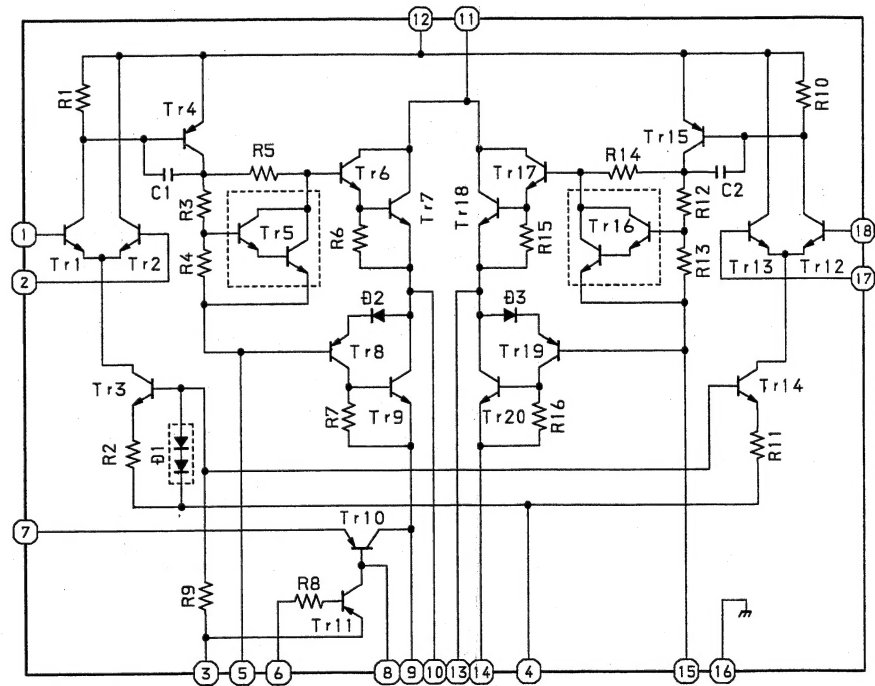 12 11
R1 R10
Tr4 Tr15
R5 R14
C1 Tr6 Tr17 C2
R3 Tr7 Tr18 R12
1 Tr5 R6 R15 Tr16 18
R4 R13
Tr1 Tr2 Tr13 Tr12
2 17
D2 D3
Tr8 Tr19
Tr3 Tr14
R7 Tr9 Tr20 R16
R2 D1 R11
7 Tr10
R9 R8
Tr11
3 5 6 8 9 10 13 14 4 15 16